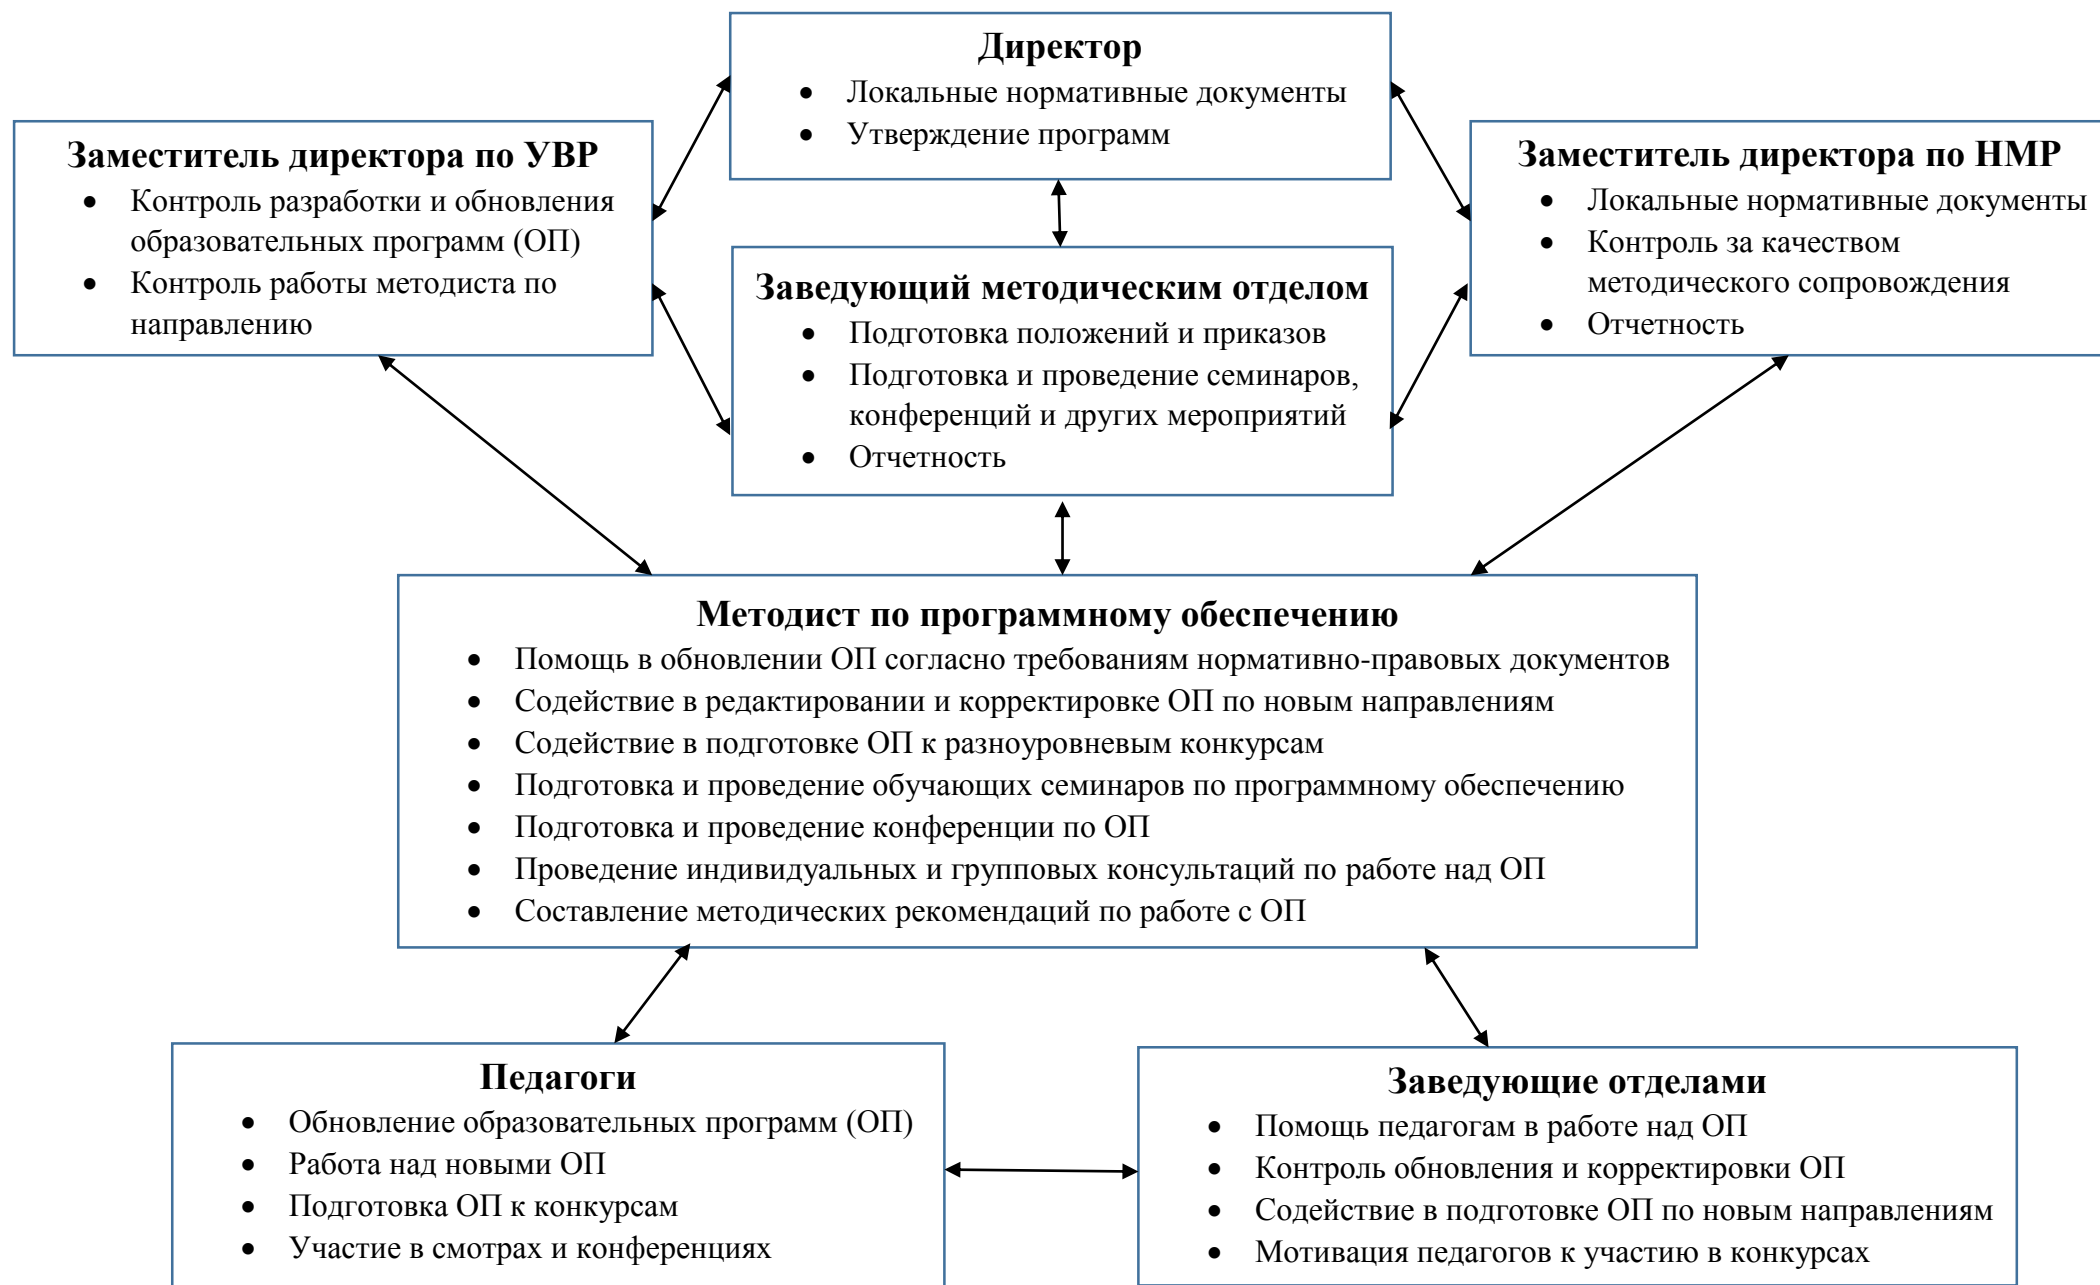 Директор
• Локальные нормативные документы
• Утверждение программ
Заместитель директора по УВР
• Контроль разработки и обновления
образовательных программ (ОП)
• Контроль работы методиста по
направлению
Заведующий методическим отделом
• Подготовка положений и приказов
• Подготовка и проведение семинаров,
конференций и других мероприятий
• Отчетность
Заместитель директора по НМР
• Локальные нормативные документы
• Контроль за качеством
методического сопровождения
• Отчетность
Методист по программному обеспечению
• Помощь в обновлении ОП согласно требованиям нормативно-правовых документов
• Содействие в редактировании и корректировке ОП по новым направлениям
• Содействие в подготовке ОП к разноуровневым конкурсам
• Подготовка и проведение обучающих семинаров по программному обеспечению
• Подготовка и проведение конференции по ОП
• Проведение индивидуальных и групповых консультаций по работе над ОП
• Составление методических рекомендаций по работе с ОП
Педагоги
• Обновление образовательных программ (ОП)
• Работа над новыми ОП
• Подготовка ОП к конкурсам
• Участие в смотрах и конференциях
Заведующие отделами
• Помощь педагогам в работе над ОП
• Контроль обновления и корректировки ОП
• Содействие в подготовке ОП по новым направлениям
• Мотивация педагогов к участию в конкурсах